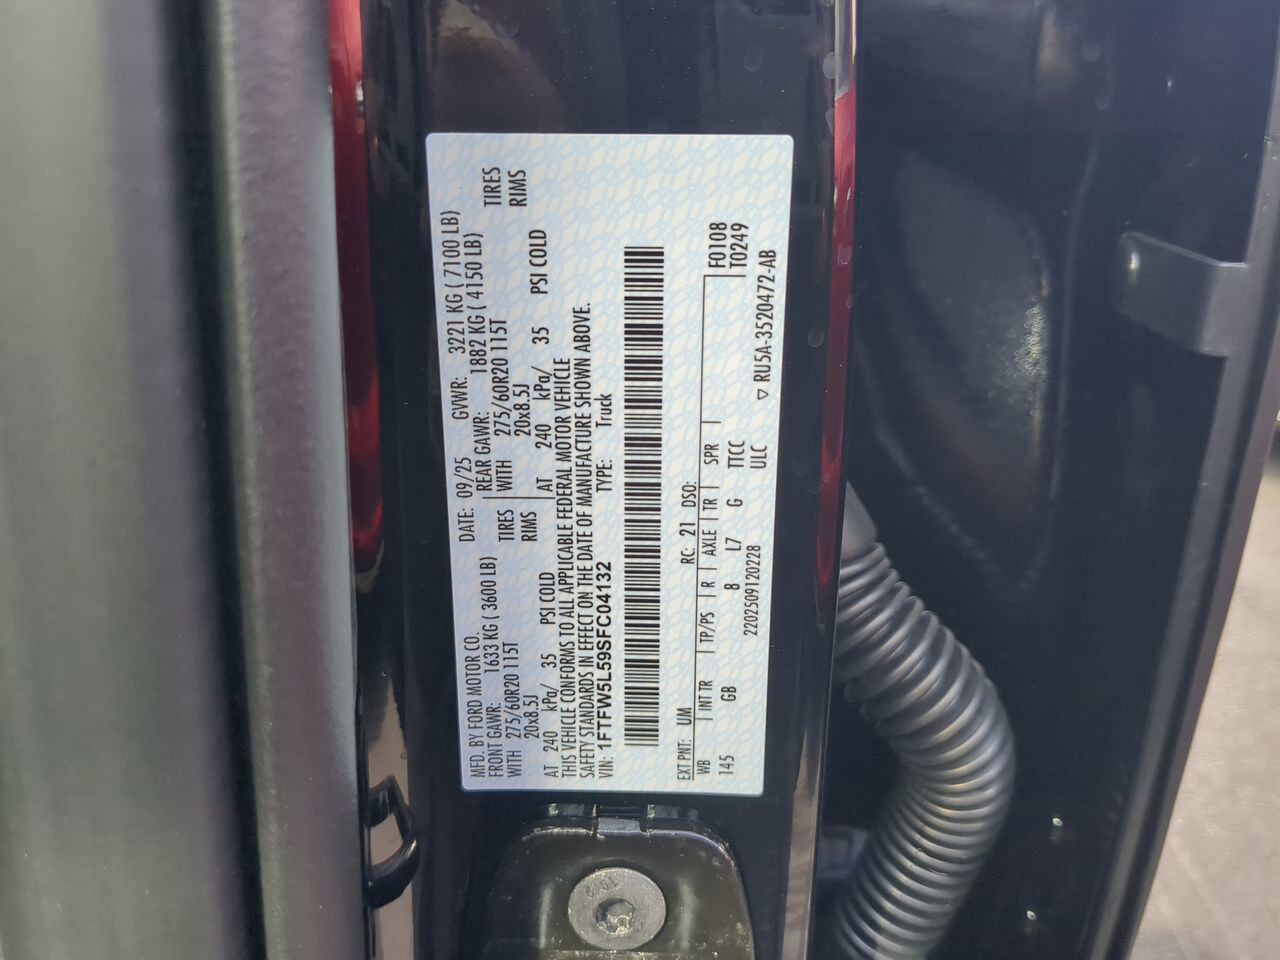 MFD. BY FORD MOTOR CO. DATE: 09/25 GVWR: 3221 KG ( 7100 LB)
FRONT GAWR: 1633 KG ( 3600 LB) REAR GAWR: 1882 KG ( 4150 LB)
WITH 275/60R20 115T TIRES WITH 275/60R20 115T TIRES
20x8.5J RIMS 20x8.5J RIMS
AT 240 kPa/ 35 PSI COLD AT 240 kPa/ 35 PSI COLD
THIS VEHICLE CONFORMS TO ALL APPLICABLE FEDERAL MOTOR VEHICLE
SAFETY STANDARDS IN EFFECT ON THE DATE OF MANUFACTURE SHOWN ABOVE.
VIN: 1FTFW5L59SFC04132 TYPE: Truck
EXT PNT: UM RC: 21 DSO:
WB INT TR TP/PS R AXLE TR SPR F0108
145 GB 8 L7 G TTCC T0249
2202509120228 ULC ▽ RU5A-3520472-AB